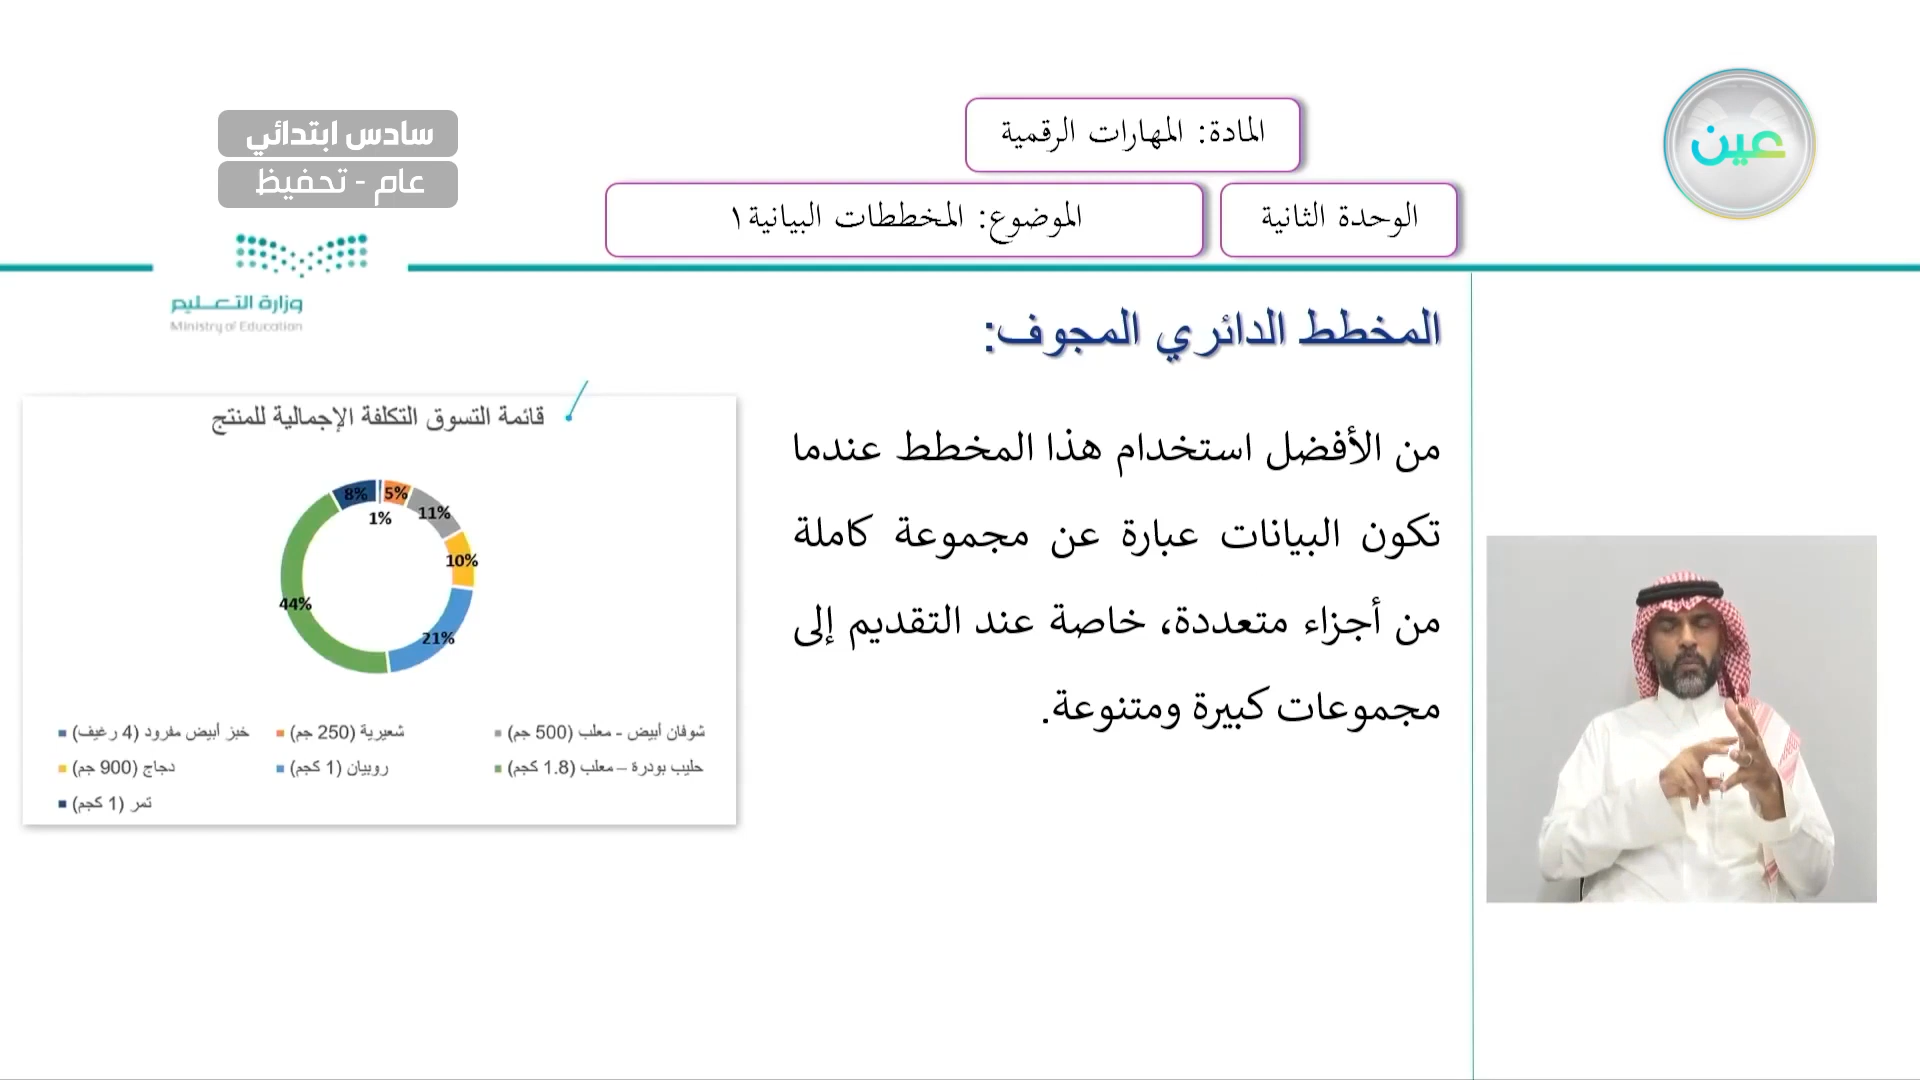 عين
المادة: المهارات الرقمية
سادس ابتدائي
عام - تحفيظ
الوحدة الثانية
الموضوع: المخططات البيانية١
وزارة التعليم
Ministry of Education
المخطط الدائري المجوف:
من الأفضل استخدام هذا المخطط عندما
تكون البيانات عبارة عن مجموعة كاملة
من أجزاء متعددة، خاصة عند التقديم إلى
مجموعات كبيرة ومتنوعة.
قائمة التسوق التكلفة الإجمالية للمنتج
8%
5%
1%
11%
10%
44%
21%
خبز أبيض مفرود (4 رغيف)
شعيرية (250 جم)
شوفان أبيض - معلب (500 جم)
دجاج (900 جم)
روبيان (1 كجم)
حليب بودرة – معلب (1.8 كجم)
تمر (1 كجم)